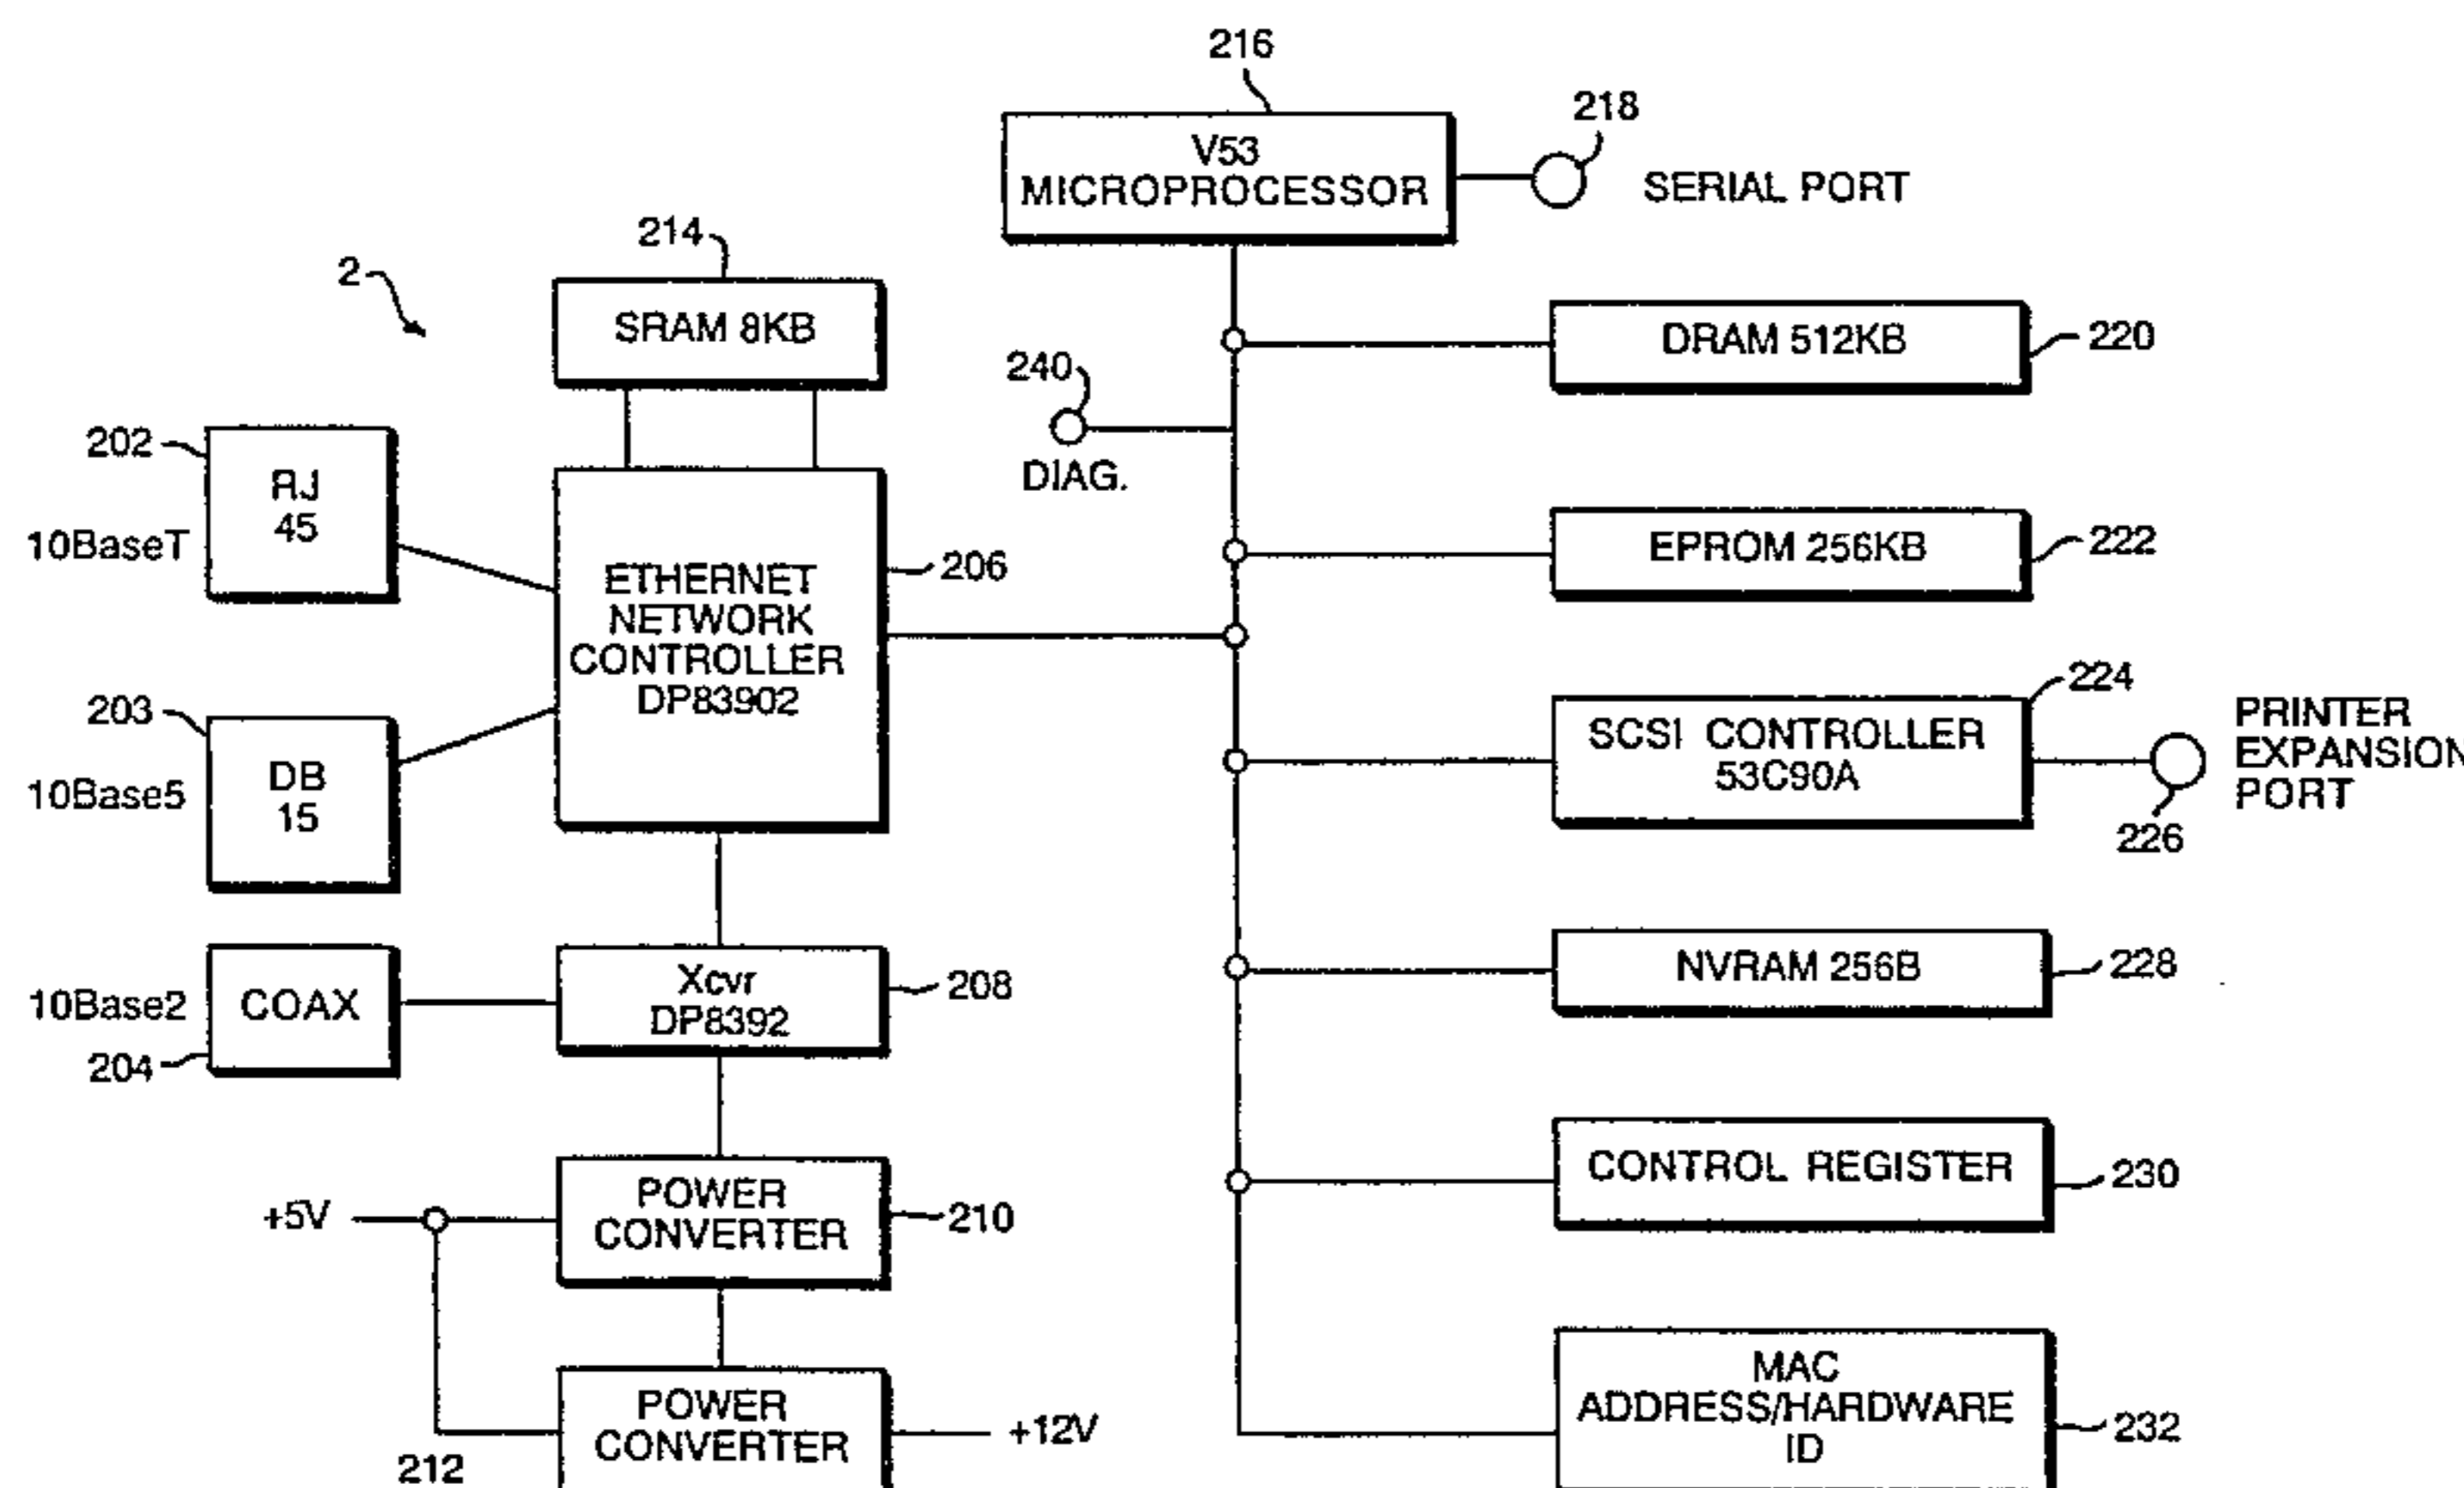 216
V53
MICROPROCESSOR
218
SERIAL PORT
214
2
SRAM 8KB
DRAM 512KB
220
240
DIAG.
202
RJ
45
10BaseT
ETHERNET
NETWORK
CONTROLLER
DP83902
206
EPROM 256KB
222
203
DB
15
10Base5
224
SCSI CONTROLLER
53C90A
PRINTER
EXPANSION
PORT
226
10Base2
COAX
204
Xcvr
DP8392
208
NVRAM 256B
228
+5V
POWER
CONVERTER
210
CONTROL REGISTER
230
POWER
CONVERTER
+12V
212
MAC
ADDRESS/HARDWARE
ID
232